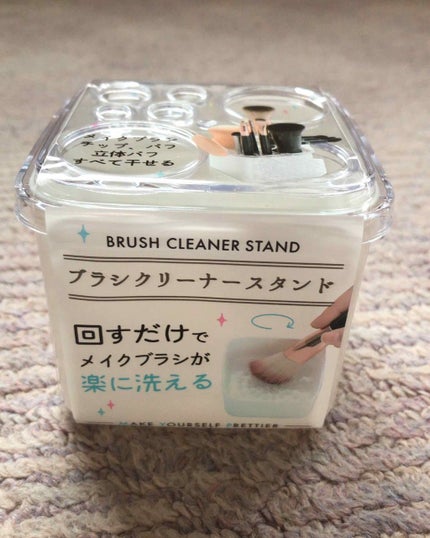 メイクブラシ
チップ、パフ
立体パフ
すべて干せる
BRUSH CLEANER STAND
ブラシクリーナースタンド
回すだけで
メイクブラシが
楽に洗える
MAKE YOURSELF PRETTIER